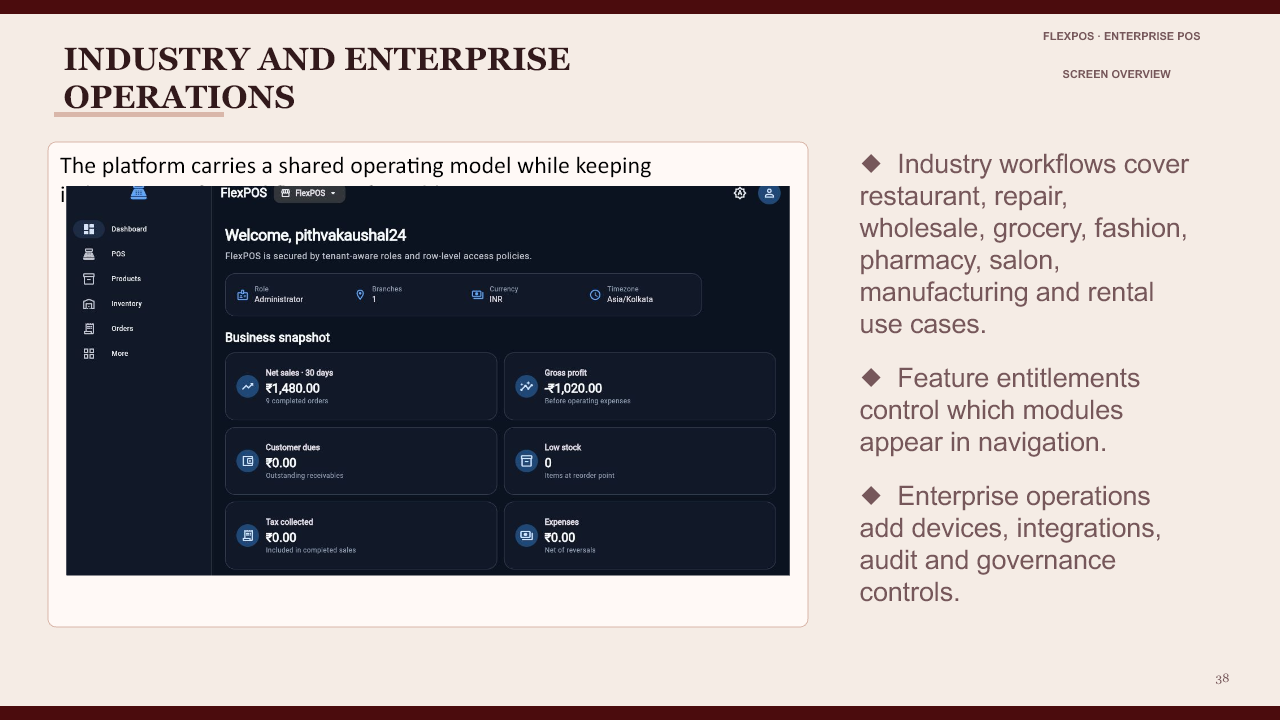 INDUSTRY AND ENTERPRISE
OPERATIONS
FLEXPOS · ENTERPRISE POS
SCREEN OVERVIEW
The platform carries a shared operating model while keeping
FlexPOS
FlexPOS
Dashboard
POS
Products
Inventory
Orders
More
Welcome, pithvakaushal24
FlexPOS is secured by tenant-aware roles and row-level access policies.
Role
Administrator
Branches
1
Currency
INR
Timezone
Asia/Kolkata
Business snapshot
Net sales · 30 days
₹1,480.00
9 completed orders
Gross profit
-₹1,020.00
Before operating expenses
Customer dues
₹0.00
Outstanding receivables
Low stock
0
Items at reorder point
Tax collected
₹0.00
Included in completed sales
Expenses
₹0.00
Net of reversals
◆ Industry workflows cover
restaurant, repair,
wholesale, grocery, fashion,
pharmacy, salon,
manufacturing and rental
use cases.
◆ Feature entitlements
control which modules
appear in navigation.
◆ Enterprise operations
add devices, integrations,
audit and governance
controls.
38